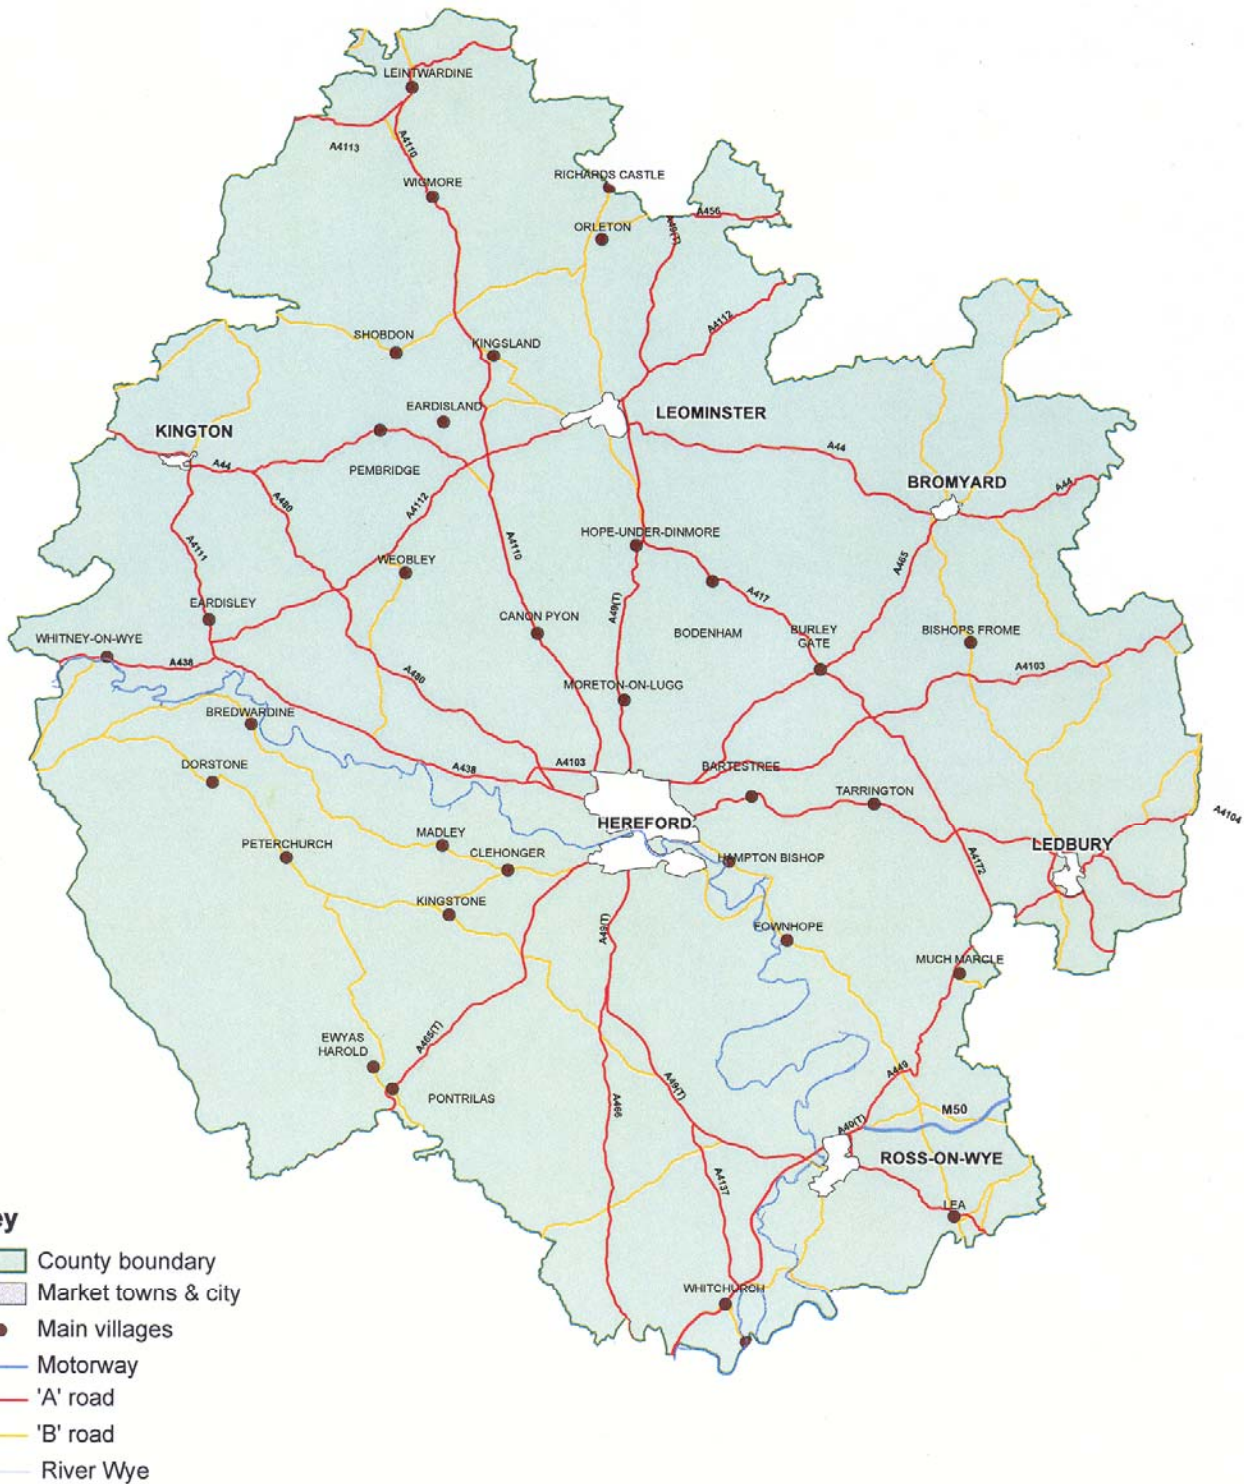 LEINTWARDINE
A4113
A4110
WIGMORE
RICHARDS CASTLE
A456
ORLETON
A49(T)
A4112
SHOBDON
KINGSLAND
EARDISLAND
LEOMINSTER
KINGTON
A44
PEMBRIDGE
A44
BROMYARD
A44
A480
A4112
A4111
A4110
HOPE-UNDER-DINMORE
WEOBLEY
A465
A417
A49(T)
EARDISLEY
CANON PYON
BODENHAM
BURLEY
GATE
BISHOPS FROME
WHITNEY-ON-WYE
A438
A480
A4103
MORETON-ON-LUGG
BREDWARDINE
DORSTONE
A438
A4103
BARTESTREE
TARRINGTON
A4104
HEREFORD
MADLEY
CLEHONGER
PETERCHURCH
LEDBURY
HAMPTON BISHOP
A4172
KINGSTONE
A49(T)
FOWNHOPE
MUCH MARCLE
EWYAS
HAROLD
A465(T)
PONTRILAS
A49(T)
A466
A449
M50
A40(T)
ROSS-ON-WYE
A4137
LEA
WHITCHURCH
ey
County boundary
Market towns & city
Main villages
Motorway
'A' road
'B' road
River Wye